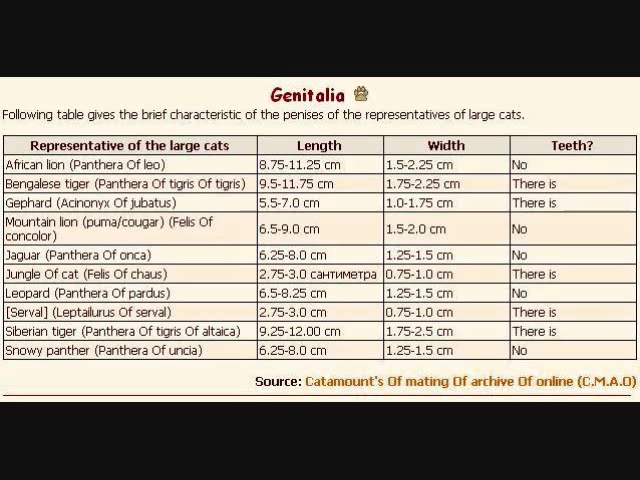 Genitalia
Following table gives the brief characteristic of the penises of the representatives of large cats.
Representative of the large cats Length Width Teeth?
African lion (Panthera Of leo) 8.75-11.25 cm 1.5-2.25 cm No
Bengalese tiger (Panthera Of tigris Of tigris) 9.5-11.75 cm 1.75-2.25 cm There is
Gephard (Acinonyx Of jubatus) 5.5-7.0 cm 1.0-1.75 cm There is
Mountain lion (puma/cougar) (Felis Of
concolor) 6.5-9.0 cm 1.5-2.0 cm No
Jaguar (Panthera Of onca) 6.25-8.0 cm 1.25-1.5 cm No
Jungle Of cat (Felis Of chaus) 2.75-3.0 сантиметра 0.75-1.0 cm There is
Leopard (Panthera Of pardus) 6.5-8.25 cm 1.25-1.5 cm No
[Serval] (Leptailurus Of serval) 2.75-3.0 cm 0.75-1.0 cm There is
Siberian tiger (Panthera Of tigris Of altaica) 9.25-12.00 cm 1.75-2.5 cm There is
Snowy panther (Panthera Of uncia) 6.25-8.0 cm 1.25-1.5 cm No
Source: Catamount's Of mating Of archive Of online (C.M.A.O)